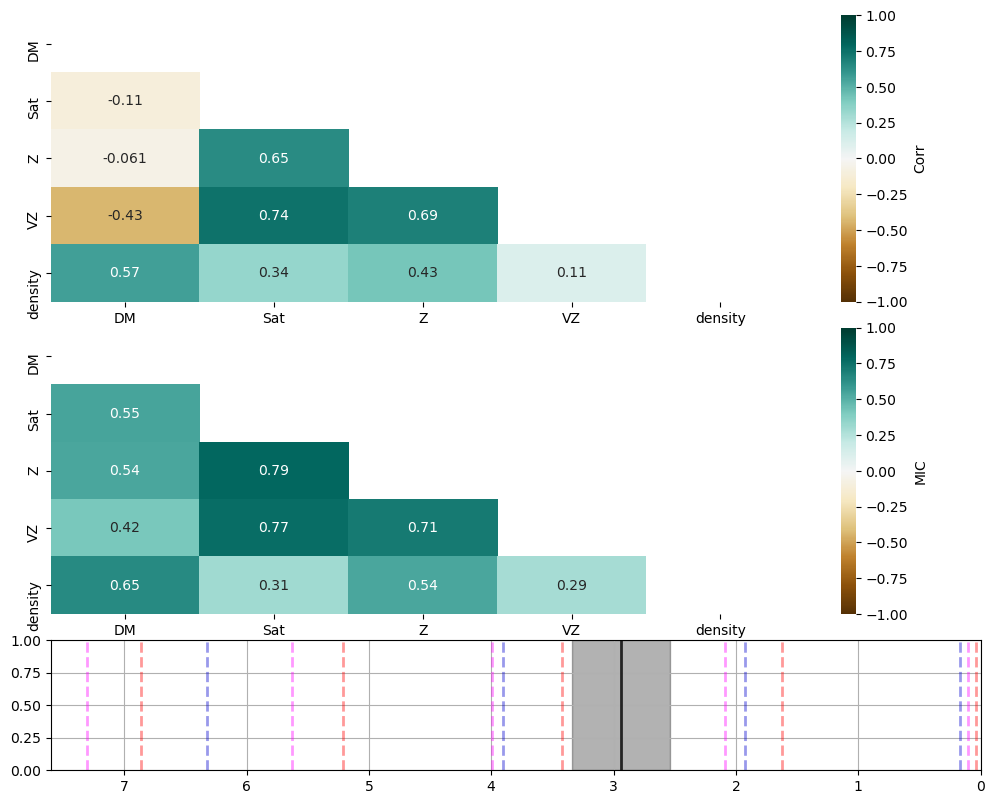 DM
Sat
Z
VZ
density
-0.11
-0.061 0.65
-0.43 0.74 0.69
0.57 0.34 0.43 0.11
DM Sat Z VZ density
1.00
0.75
0.50
0.25
0.00
−0.25
−0.50
−0.75
−1.00
Corr
DM
Sat
Z
VZ
density
0.55
0.54 0.79
0.42 0.77 0.71
0.65 0.31 0.54 0.29
DM Sat Z VZ density
1.00
0.75
0.50
0.25
0.00
−0.25
−0.50
−0.75
−1.00
MIC
1.00
0.75
0.50
0.25
0.00
7 6 5 4 3 2 1 0